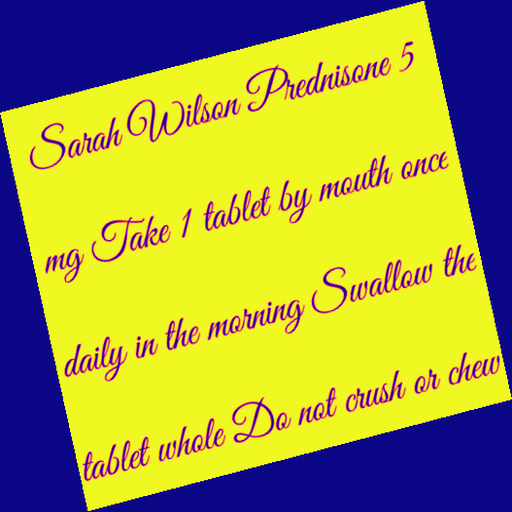 Sarah Wilson Prednisone 5
mg Take 1 tablet by mouth once
daily in the morning Swallow the
tablet whole Do not crush or chew